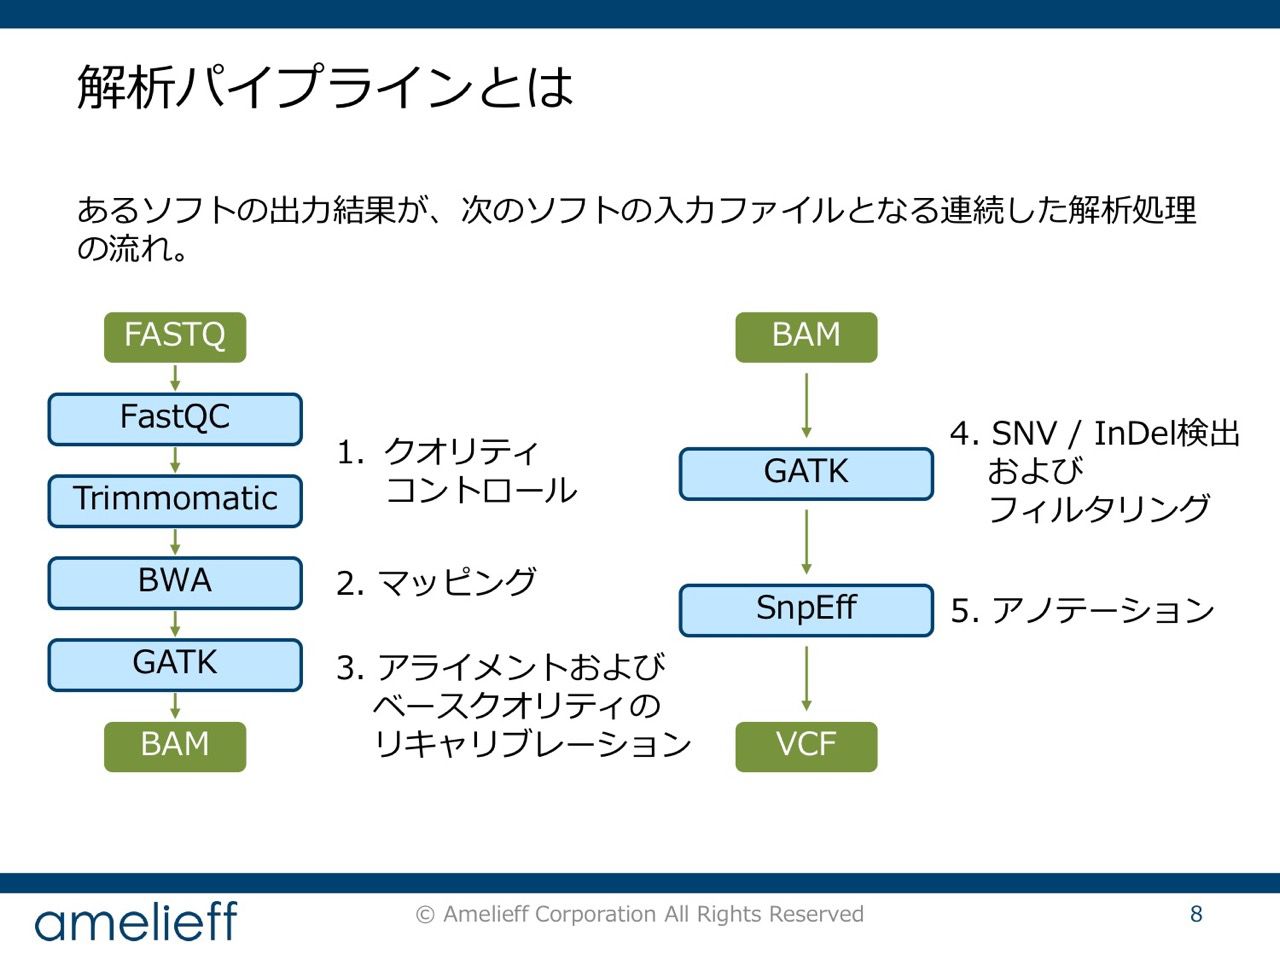 解析パイプラインとは
あるソフトの出力結果が、次のソフトの入力ファイルとなる連続した解析処理
の流れ。
FASTQ
FastQC
Trimmomatic
BWA
GATK
BAM
1. クオリティ
コントロール
2. マッピング
3. アライメントおよび
ベースクオリティの
リキャリブレーション
BAM
GATK
SnpEff
VCF
4. SNV / InDel検出
および
フィルタリング
5. アノテーション
amelieff
© Amelieff Corporation All Rights Reserved
8